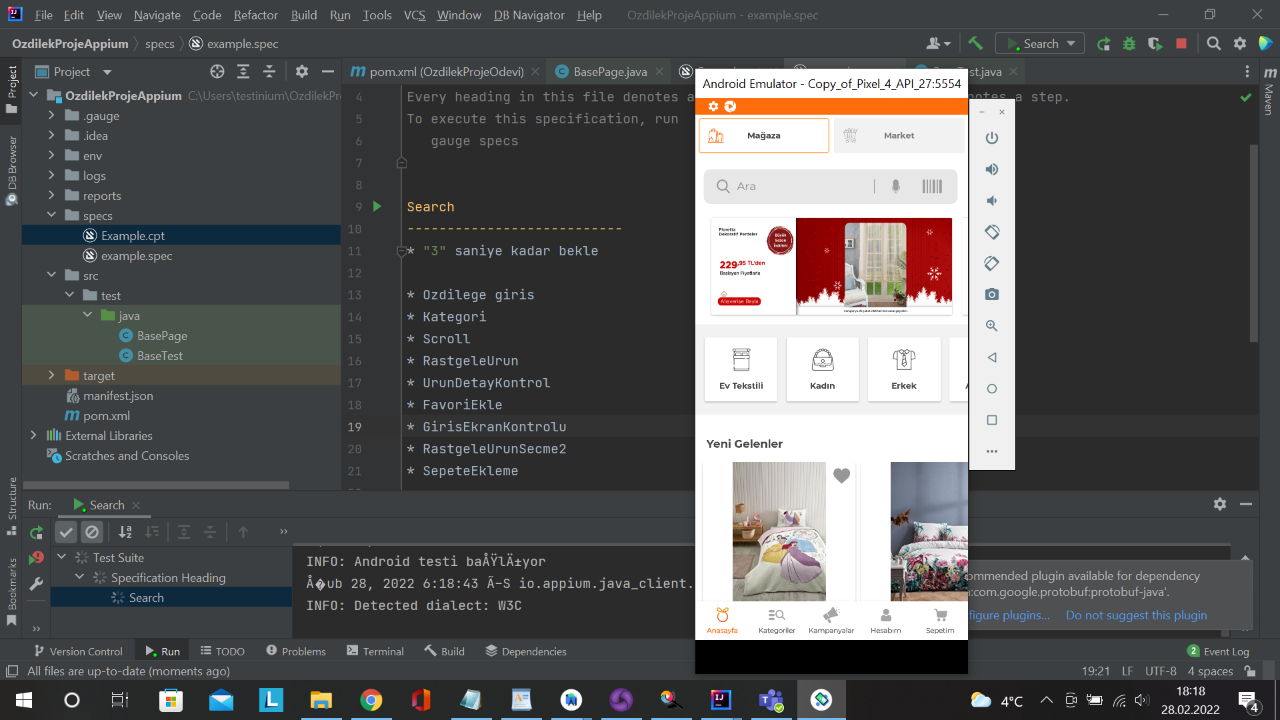 File Edit View Navigate Code Refactor Build Run Tools VCS Window DB Navigator Help OzdilekProjeAppium - example.spec
OzdilekProjeAppium specs example.spec
Search
Project
pom.xml (OzdilekProjeOdevi)
BasePage.java
Test.java
Project
DB Browser
Structure
Bookmarks
Maven
OzdilekProjeAppium C:\Users\testinium\OzdilekPr
.gauge
.idea
env
logs
reports
specs
Example.cpt
example.spec
src
test
java
BasePage
BaseTest
target
manifest.json
pom.xml
External Libraries
Scratches and Consoles
4 Every heading in this file denotes a
notes a step.
5 To execute this specification, run
6 gauge specs
7
8
9 Search
10 -------------------------
11 * "3" saniye kadar bekle
12
13 * Ozdilege giris
14 * Kategori
15 * Scroll
16 * RastgeleUrun
17 * UrunDetayKontrol
18 * FavoriEkle
19 * GirisEkranKontrolu
20 * RastgeleUrunSecme2
21 * SepeteEkleme
Android Emulator - Copy_of_Pixel_4_API_27:5554
Mağaza
Market
Ara
Dekoratif Perdeler
229,95 TL'den
Başlayan Fiyatlarla
Alışverişe Başla
Ev Tekstili
Kadın
Erkek
Yeni Gelenler
Anasayfa
Kategoriler
Kampanyalar
Hesabım
Sepetim
Run: Search
Test Suite
Specification Heading
Search
INFO: Android testi baÅŸlÄ±yor
ub 28, 2022 6:18:43 Ã–S io.appium.java_client.
INFO: Detected dialect: W3C
ommended plugin available for dependency
a:com.google.protobuf:protobuf-java'.
figure plugins... Do not suggest this plugin
Version Control
Run
TODO
Problems
Terminal
Build
Dependencies
2 Event Log
All files are up-to-date (moments ago)
19:21 LF UTF-8 4 spaces
4°C
18:18
28.02.2022
4